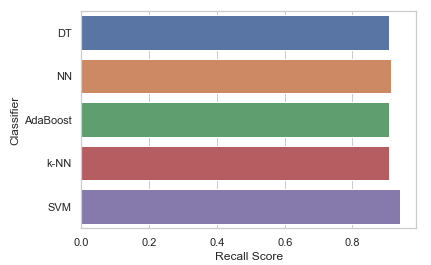 DT
NN
AdaBoost
k-NN
SVM
Classifier
0.0 0.2 0.4 0.6 0.8
Recall Score